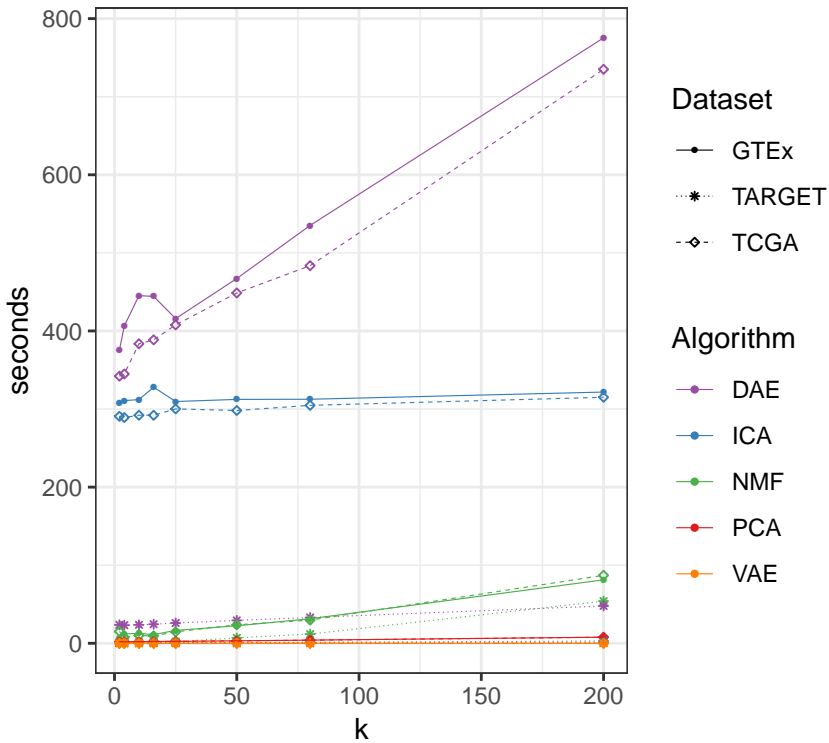 800
600
400
200
0
seconds
0
50
100
150
200
k
Dataset
GTEx
TARGET
TCGA
Algorithm
DAE
ICA
NMF
PCA
VAE